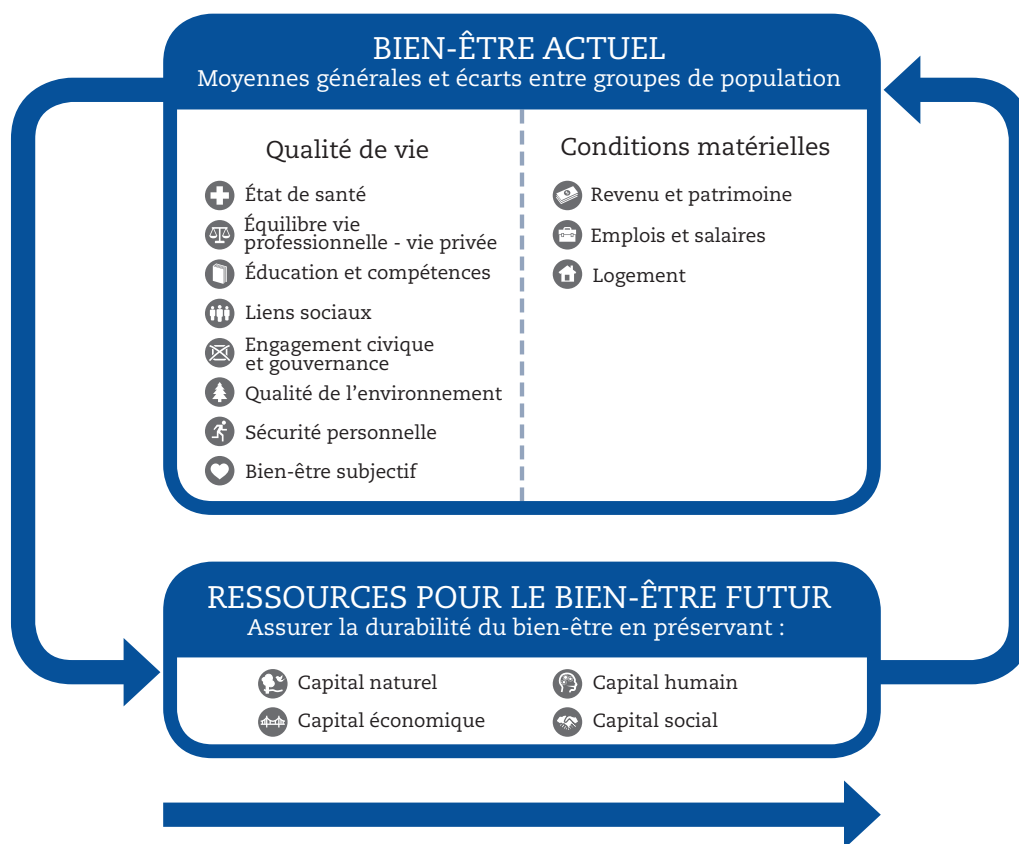 BIEN-ÊTRE ACTUEL
Moyennes générales et écarts entre groupes de population
Qualité de vie
État de santé
Équilibre vie
professionnelle - vie privée
Éducation et compétences
Liens sociaux
Engagement civique
et gouvernance
Qualité de l’environnement
Sécurité personnelle
Bien-être subjectif
Conditions matérielles
Revenu et patrimoine
Emplois et salaires
Logement
RESSOURCES POUR LE BIEN-ÊTRE FUTUR
Assurer la durabilité du bien-être en préservant :
Capital naturel
Capital humain
Capital économique
Capital social